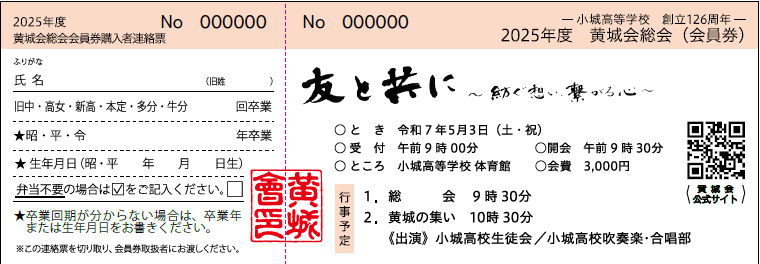 2025年度
黄城会総会会員券購入者連絡票
No 000000
ふりがな
氏 名 (旧姓 )
旧中・高女・新高・本定・多分・牛分 回卒業
★昭・平・令 年卒業
★生年月日(昭・平 年 月 日生)
弁当不要の場合は☑をご記入ください。□
★卒業回期が分からない場合は、卒業年
または生年月日をお書きください。
※この連絡票を切り取り、会員券取扱者にお渡しください。
黄城會印
No 000000
―小城高等学校 創立126周年―
2025年度 黄城会総会(会員券)
友と共に ~紡ぐ想い 繋がる心~
○と き 令和7年5月3日(土・祝)
○受 付 午前9時00分 ○開会 午前9時30分
○ところ 小城高等学校 体育館 ○会費 3,000円
黄城会
公式サイト
行事予定
1. 総 会 9時30分
2. 黄城の集い 10時30分
《出演》小城高校生徒会/小城高校吹奏楽・合唱部